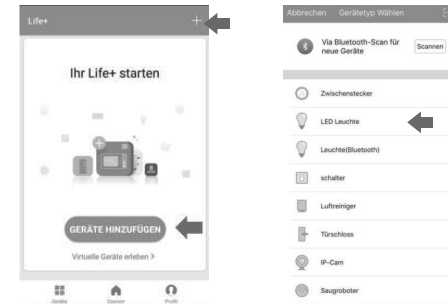 Life+
Ihr Life+ starten
GERÄTE HINZUFÜGEN
Virtuelle Geräte erleben >
Geräte Szenen Profil
Abbrechen Gerätetyp Wählen
Via Bluetooth-Scan für
neue Geräte
Scannen
Zwischenstecker
LED Leuchte
Leuchte(Bluetooth)
schalter
Luftreiniger
Türschloss
IP-Cam
Saugroboter